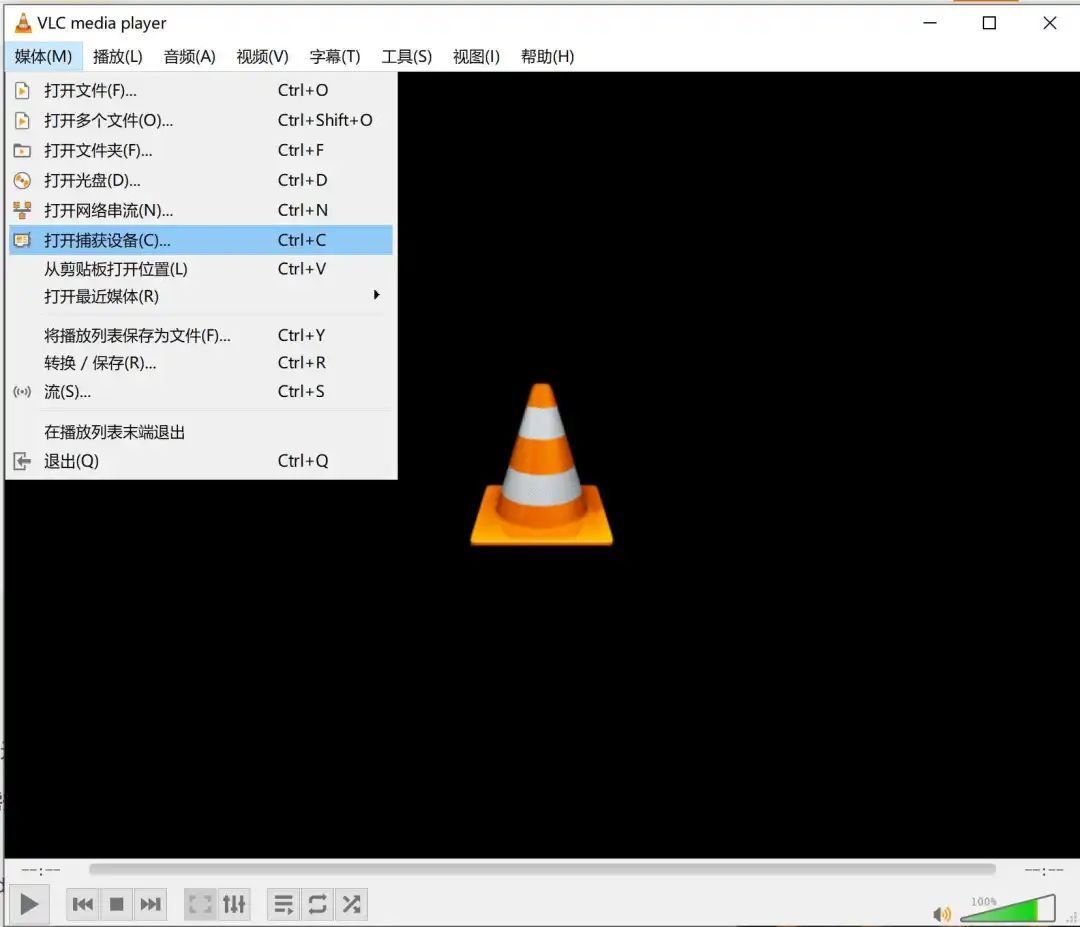 VLC media player
媒体(M) 播放(L) 音频(A) 视频(V) 字幕(T) 工具(S) 视图(I) 帮助(H)
打开文件(F)... Ctrl+O
打开多个文件(O)... Ctrl+Shift+O
打开文件夹(F)... Ctrl+F
打开光盘(D)... Ctrl+D
打开网络串流(N)... Ctrl+N
打开捕获设备(C)... Ctrl+C
从剪贴板打开位置(L) Ctrl+V
打开最近媒体(R)
将播放列表保存为文件(F)... Ctrl+Y
转换 / 保存(R)... Ctrl+R
流(S)... Ctrl+S
在播放列表末端退出
退出(Q) Ctrl+Q
--:-- --:--
100%